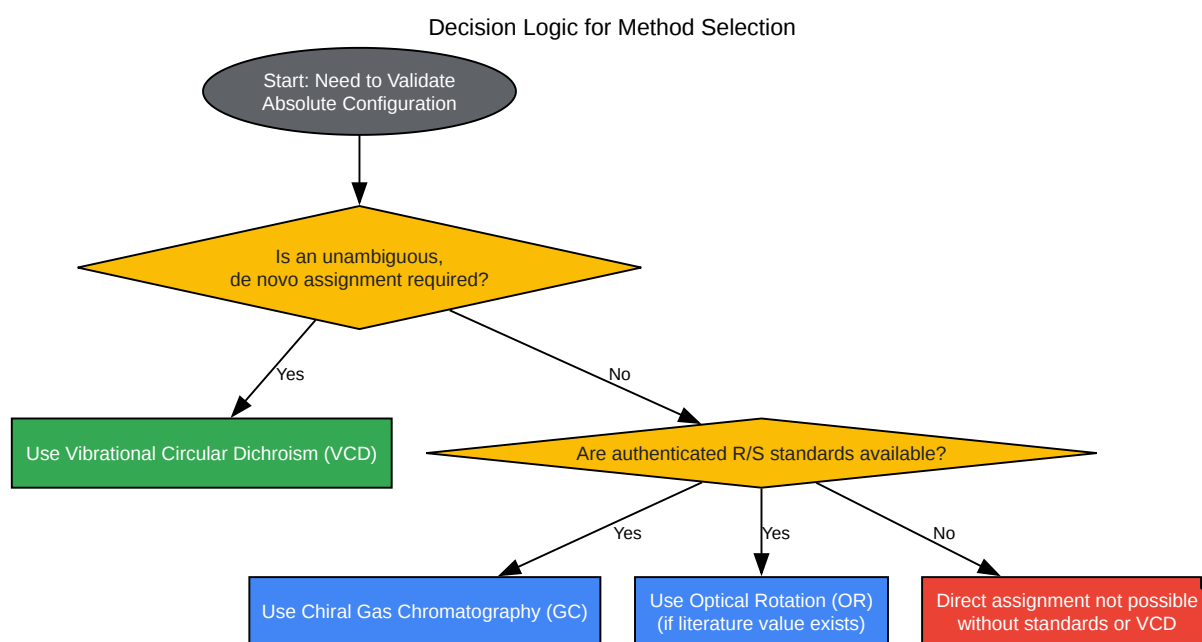 Decision Logic for Method Selection
Start: Need to Validate
Absolute Configuration
Is an unambiguous,
de novo assignment required?
Yes
No
Use Vibrational Circular Dichroism (VCD)
Are authenticated R/S standards available?
Yes
Yes
No
Use Chiral Gas Chromatography (GC)
Use Optical Rotation (OR)
(if literature value exists)
Direct assignment not possible
without standards or VCD